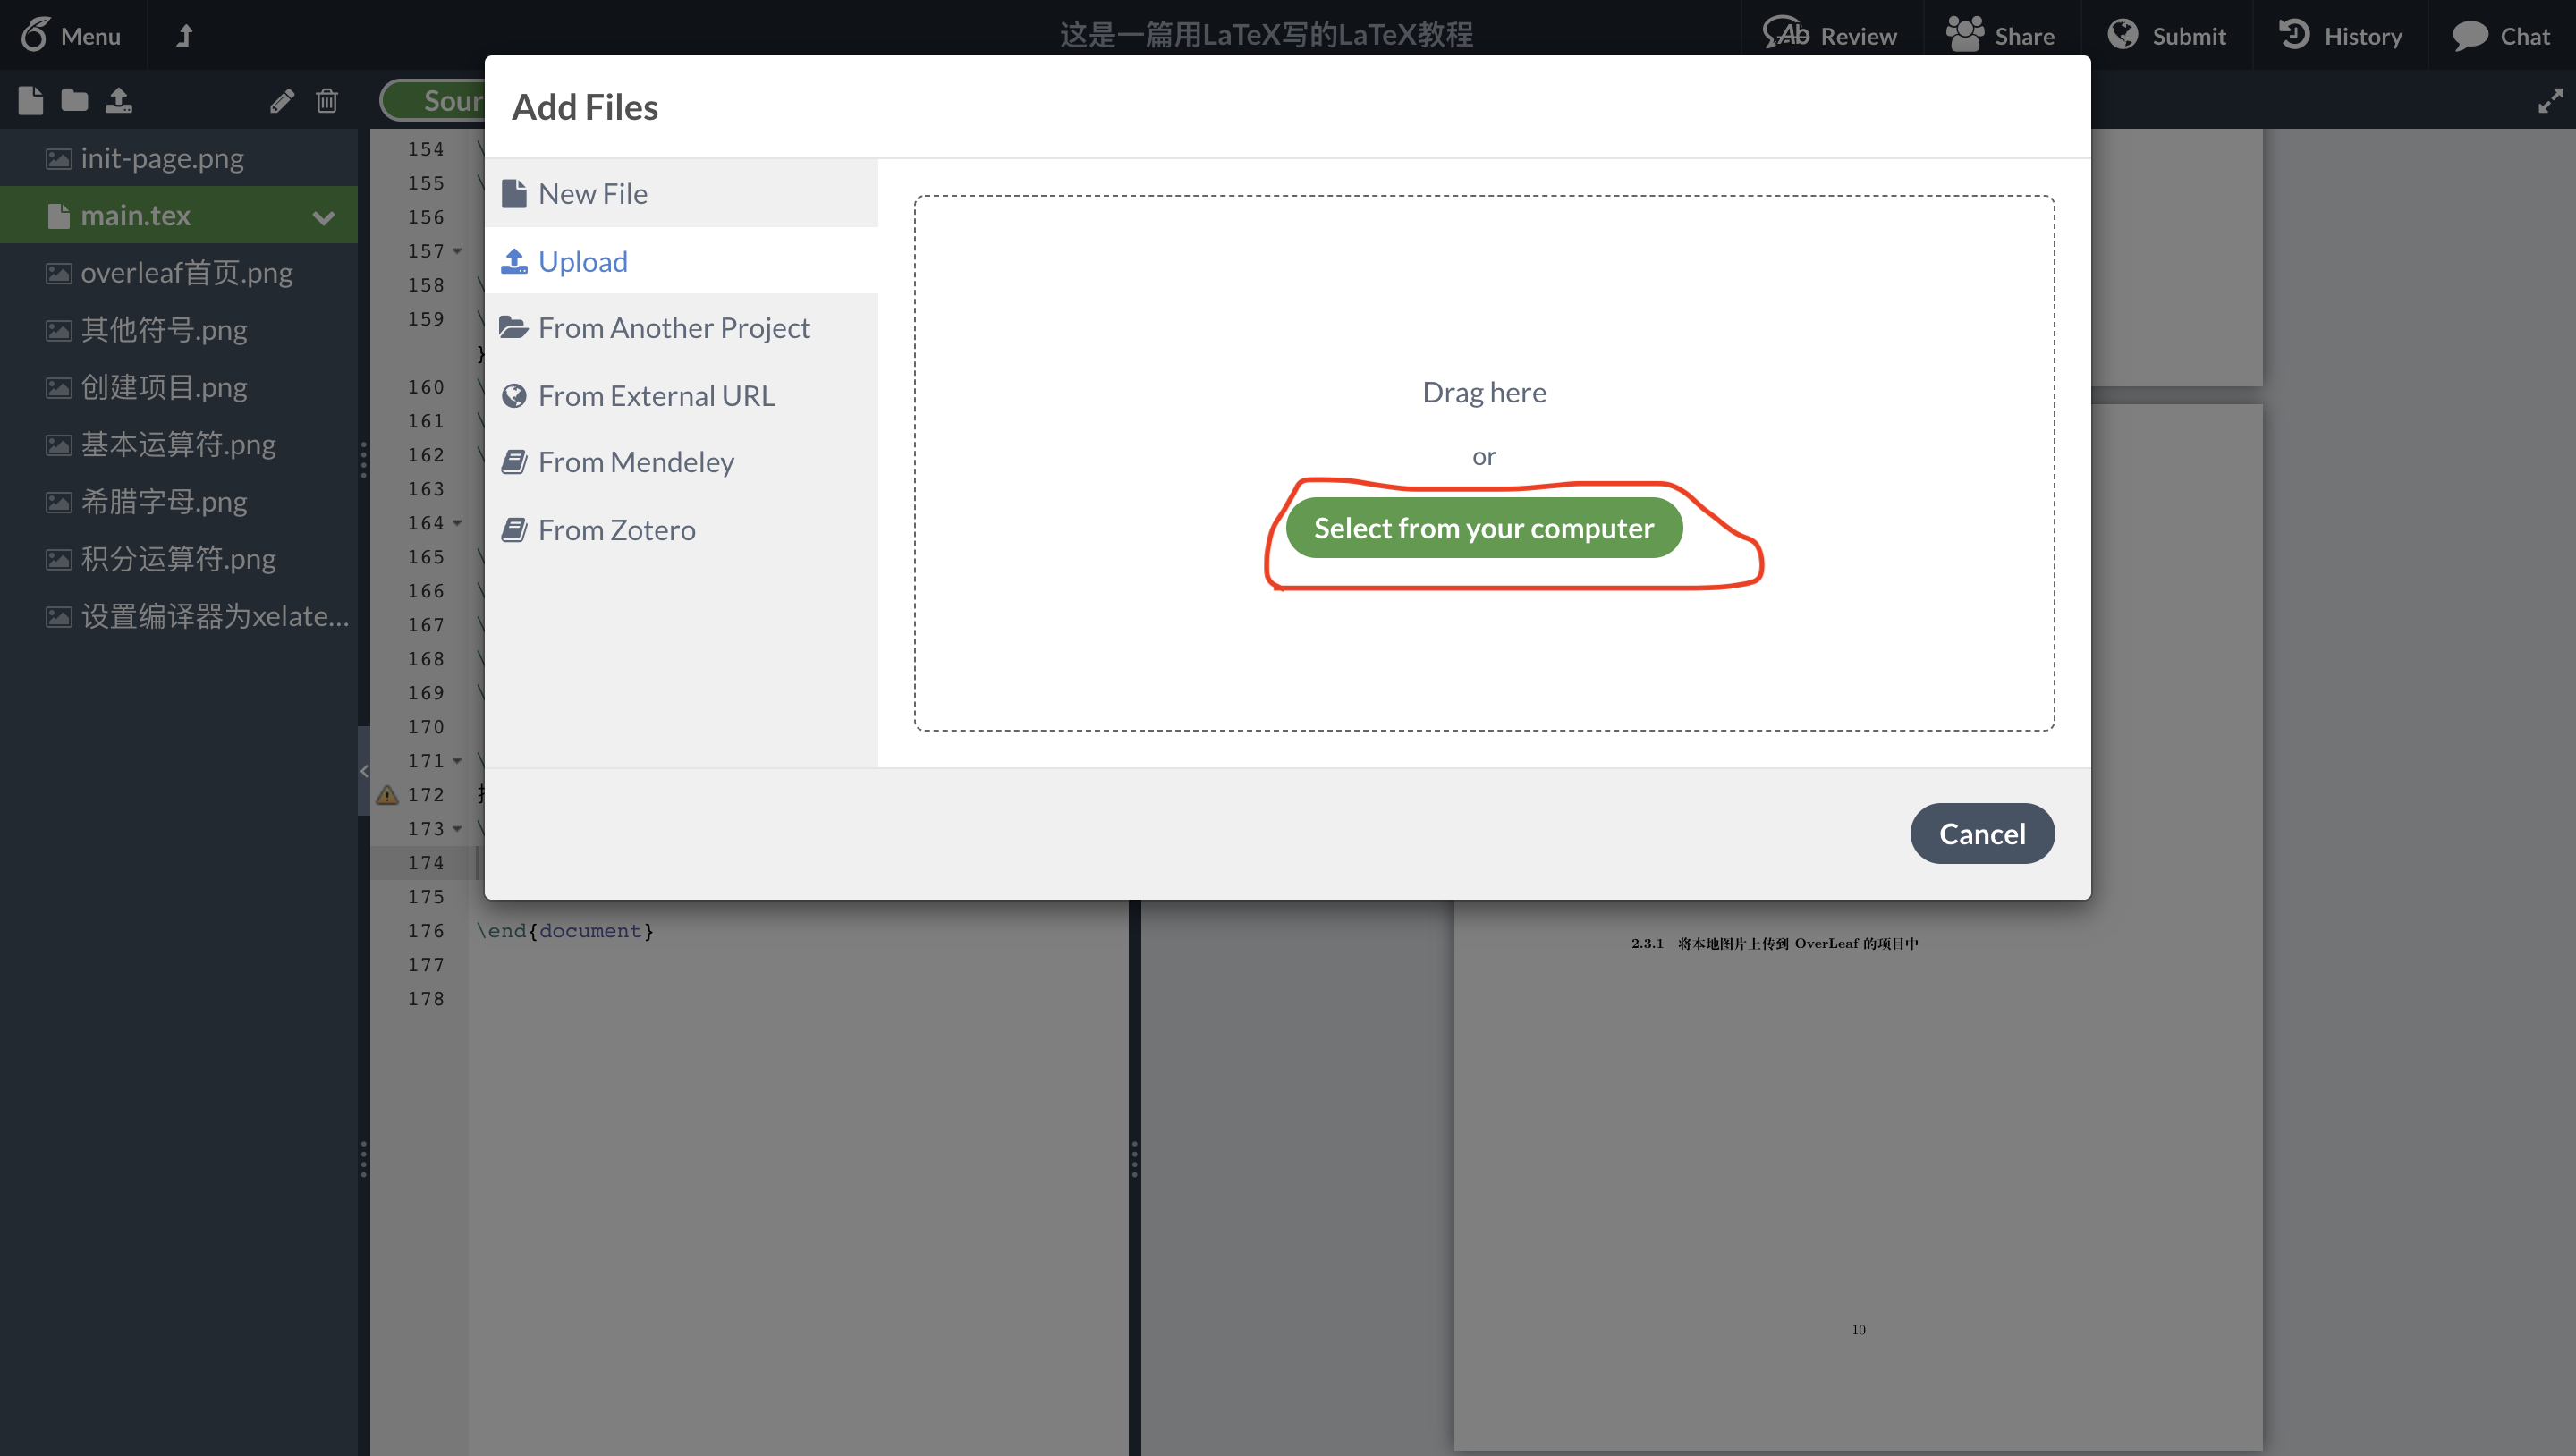 Menu
这是一篇用LaTeX写的LaTeX教程
Review
Share
Submit
History
Chat
Sour
Add Files
init-page.png
main.tex
overleaf首页.png
其他符号.png
创建项目.png
基本运算符.png
希腊字母.png
积分运算符.png
设置编译器为xelate...
154 \
155 \
156
157
158 \
159 \
}
160 \
161 \
162 \
163
164 \
165 \
166 \
167 \
168 \
169 \
170
171 \
172
173 \
174
175
176 \end{document}
177
178
New File
Upload
From Another Project
From External URL
From Mendeley
From Zotero
Drag here
or
Select from your computer
Cancel
2.3.1 将本地图片上传到 OverLeaf 的项目中
10